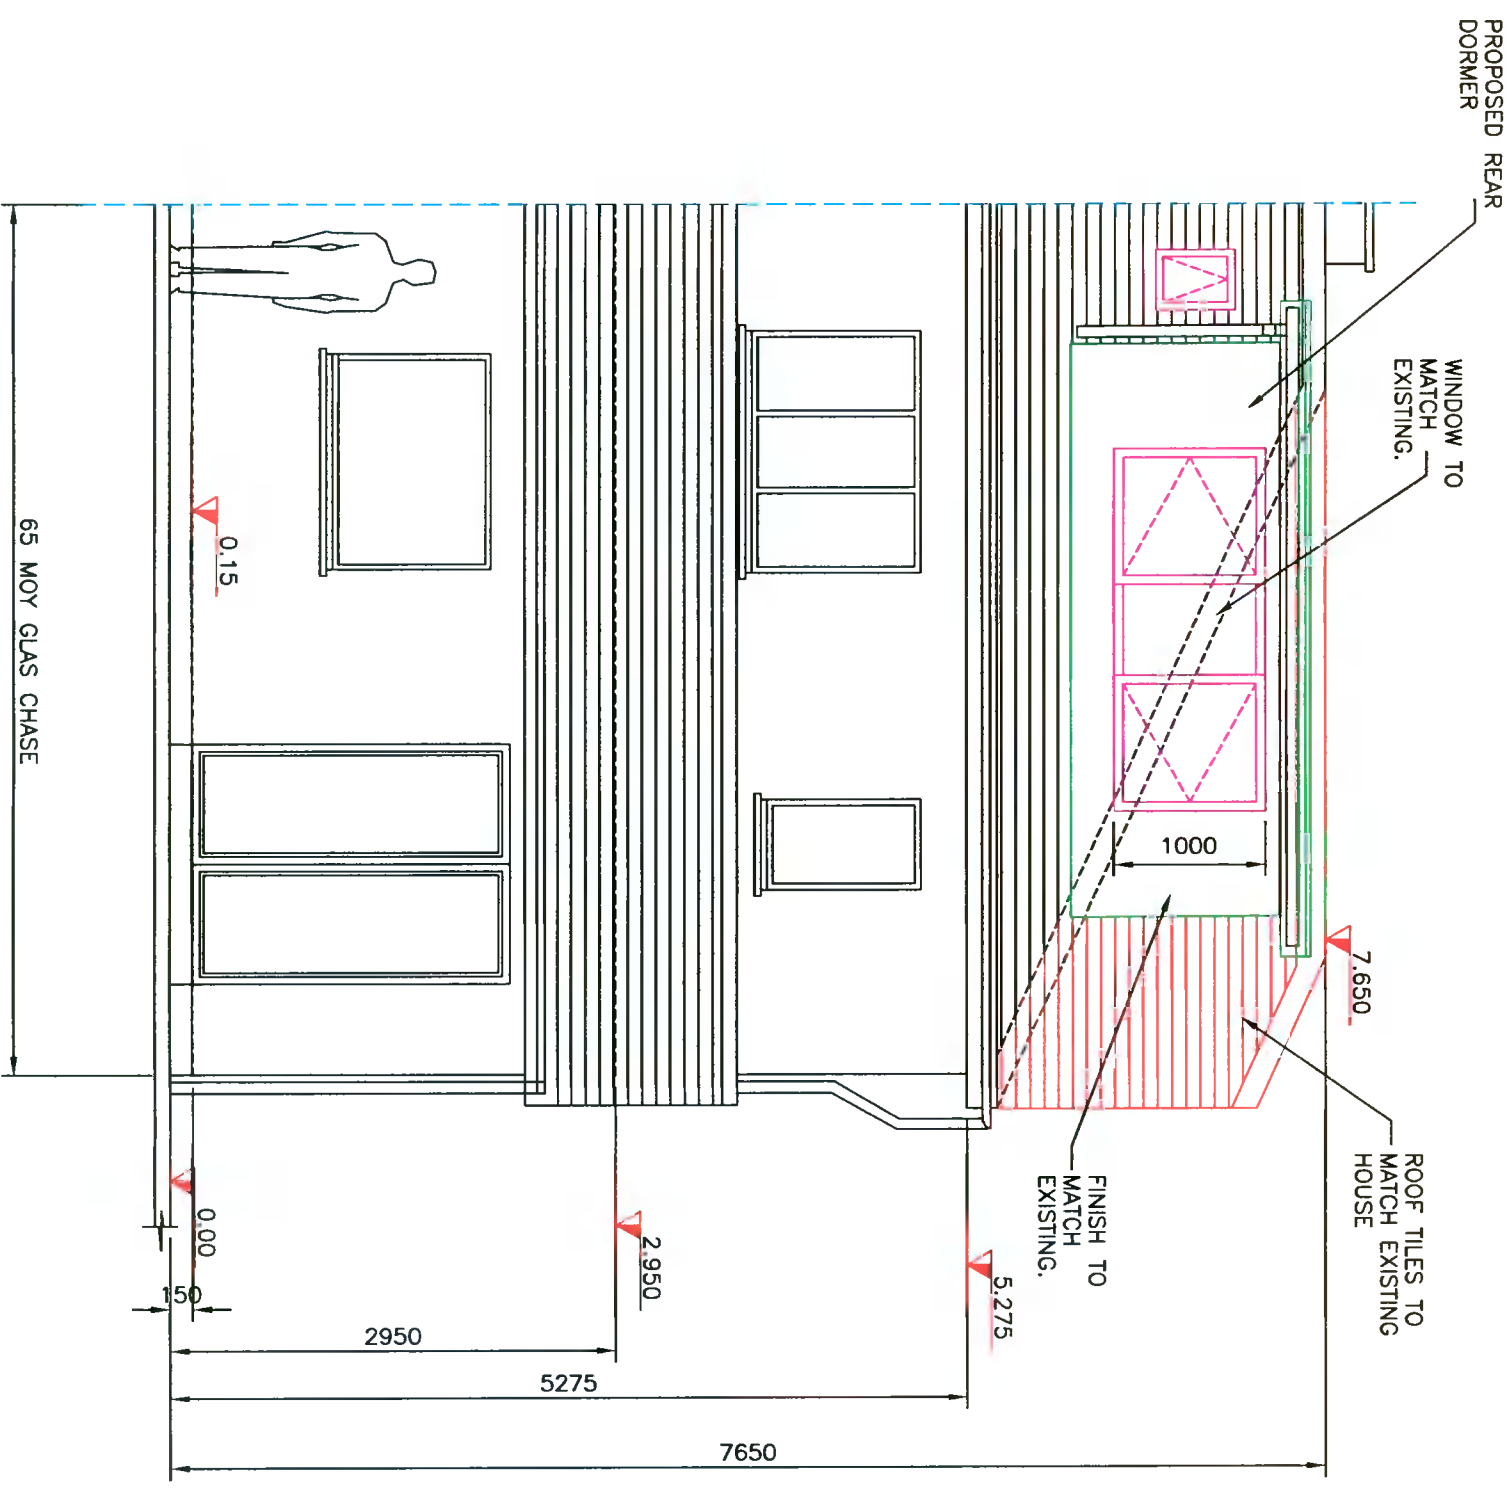 PROPOSED REAR
DORMER
WINDOW TO
MATCH
EXISTING.
1000
7.650
ROOF TILES TO
MATCH EXISTING
HOUSE
FINISH TO
MATCH
EXISTING.
5.275
2.950
0.15
0.00
150
2950
5275
7650
65 MOY GLAS CHASE